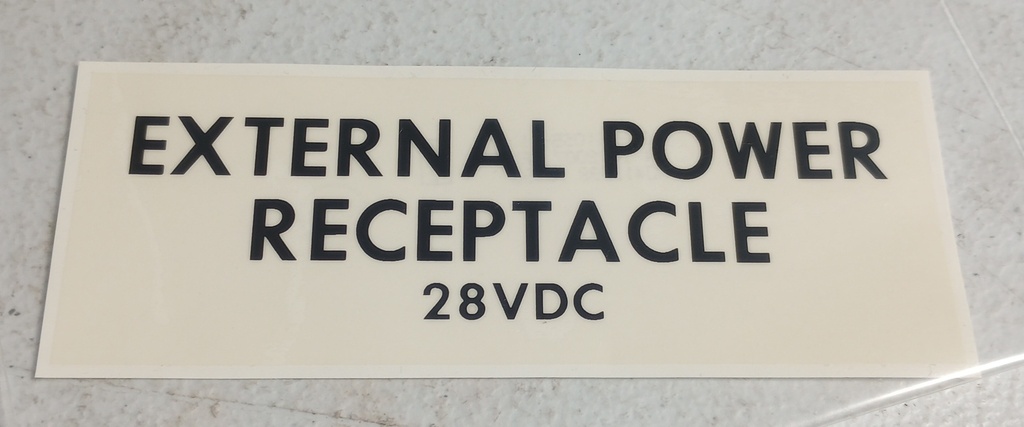 EXTERNAL POWER
RECEPTACLE
28VDC